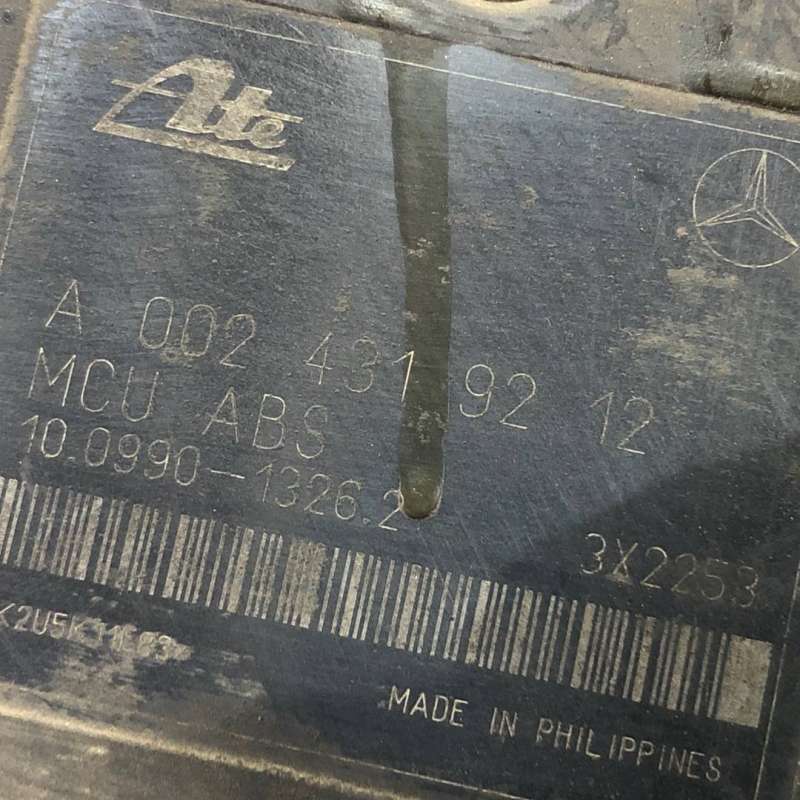 Ate
A 002 431 92 12
MCU ABS
10.0990-1326.2
3X2253
MADE IN PHILIPPINES